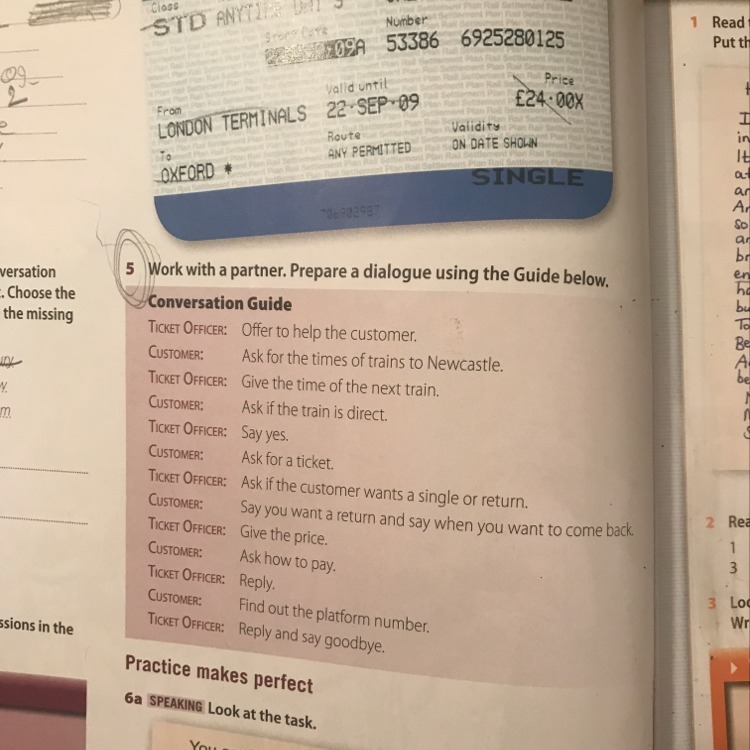 Class
STD ANYTIME
Number
09A 53386 6925280125
From
LONDON TERMINALS
Valid until
22-SEP-09
Price
£24.00X
To
OXFORD *
Route
ANY PERMITTED
Validity
ON DATE SHOWN
SINGLE
5 Work with a partner. Prepare a dialogue using the Guide below.
Conversation Guide
TICKET OFFICER: Offer to help the customer.
CUSTOMER: Ask for the times of trains to Newcastle.
TICKET OFFICER: Give the time of the next train.
CUSTOMER: Ask if the train is direct.
TICKET OFFICER: Say yes.
CUSTOMER: Ask for a ticket.
TICKET OFFICER: Ask if the customer wants a single or return.
CUSTOMER: Say you want a return and say when you want to come back.
TICKET OFFICER: Give the price.
CUSTOMER: Ask how to pay.
TICKET OFFICER: Reply.
CUSTOMER: Find out the platform number.
TICKET OFFICER: Reply and say goodbye.
Practice makes perfect
6a SPEAKING Look at the task.
You
versation
. Choose the
the missing
ssions in the
1 Read
Put th
2 Rea
1
3
3 Loo
Wr